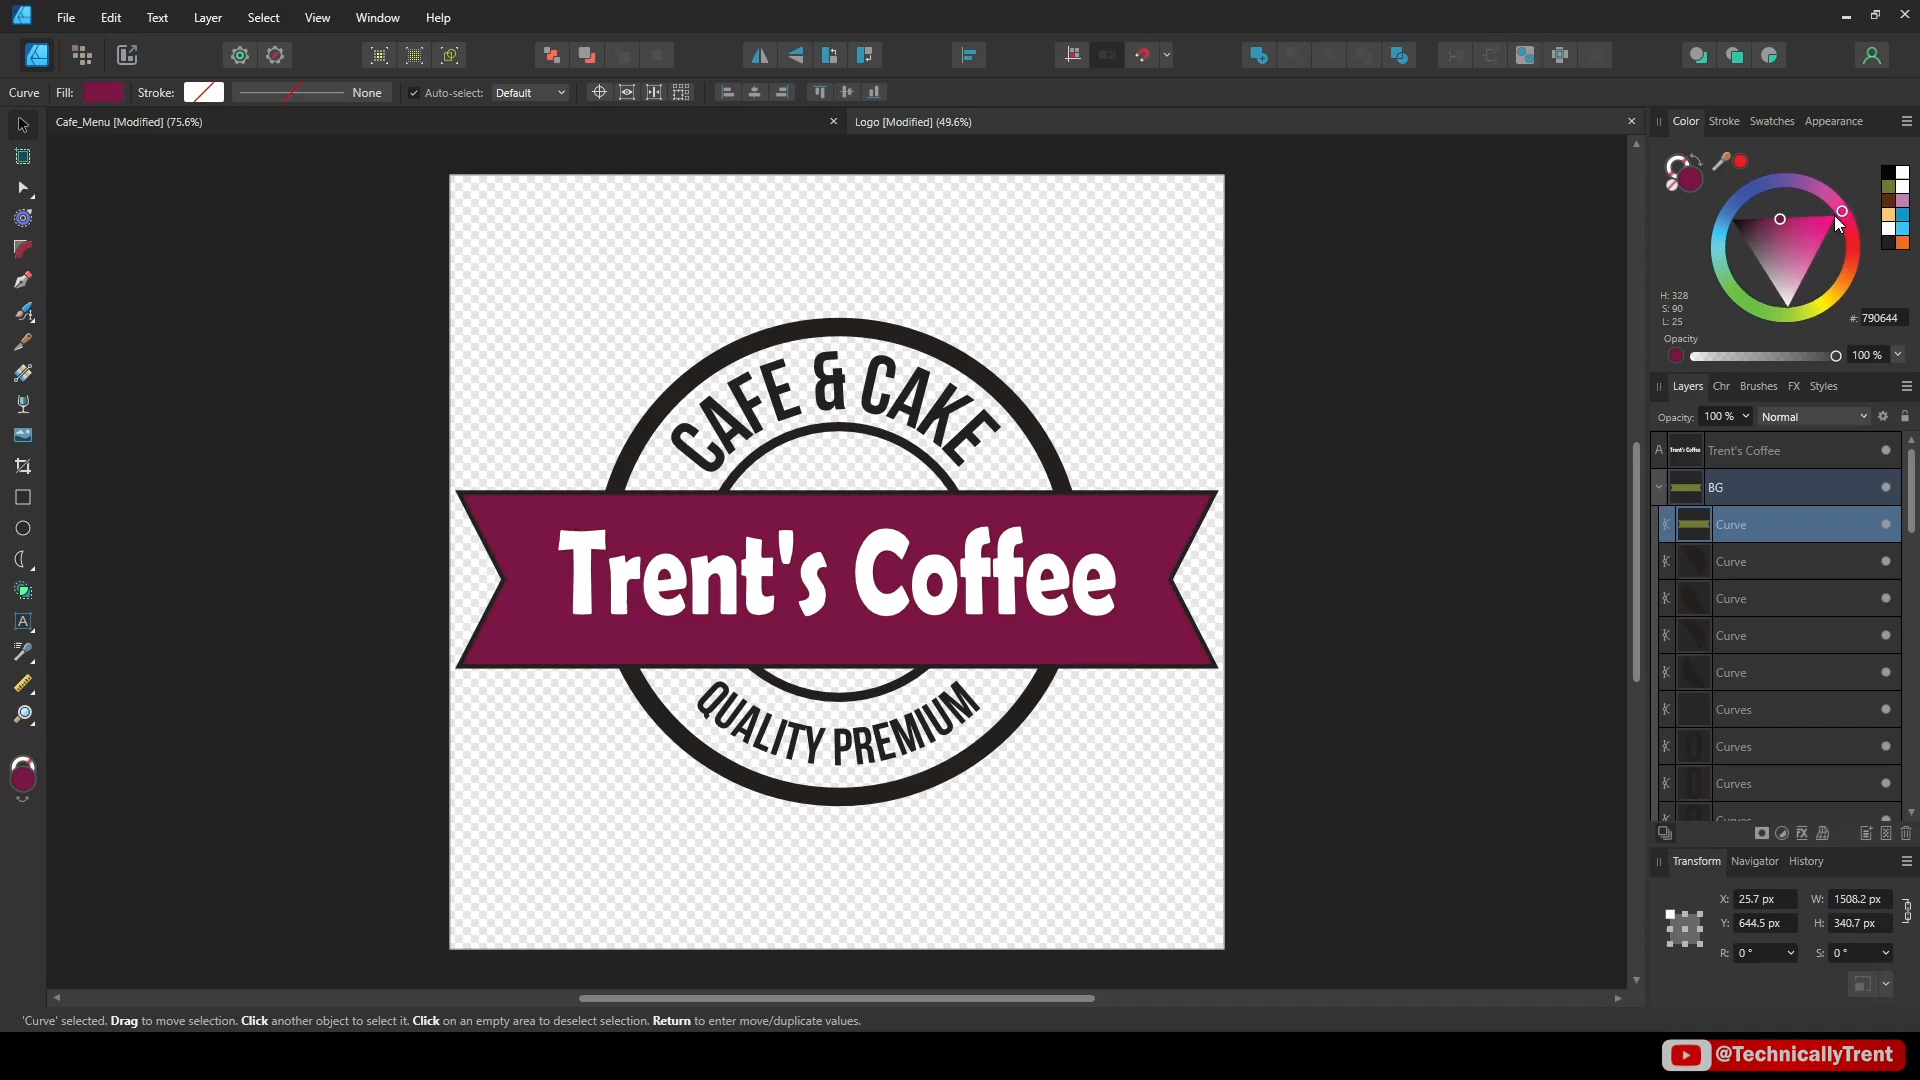 File Edit Text Layer Select View Window Help
Curve Fill: Stroke: None Auto-select: Default
Cafe_Menu [Modified] (75.6%)
Logo [Modified] (49.6%)
CAFE & CAKE
Trent's Coffee
QUALITY PREMIUM
Color Stroke Swatches Appearance
H: 328
S: 90
L: 25
#: 790644
Opacity
100 %
Layers Chr Brushes FX Styles
Opacity: 100 % Normal
A Trent's Coffee Trent's Coffee
BG
Curve
Curve
Curve
Curve
Curve
Curves
Curves
Curves
Curves
Transform Navigator History
X: 25.7 px W: 1508.2 px
Y: 644.5 px H: 340.7 px
R: 0 ° S: 0 °
'Curve' selected. Drag to move selection. Click another object to select it. Click on an empty area to deselect selection. Return to enter move/duplicate values.
@TechnicallyTrent